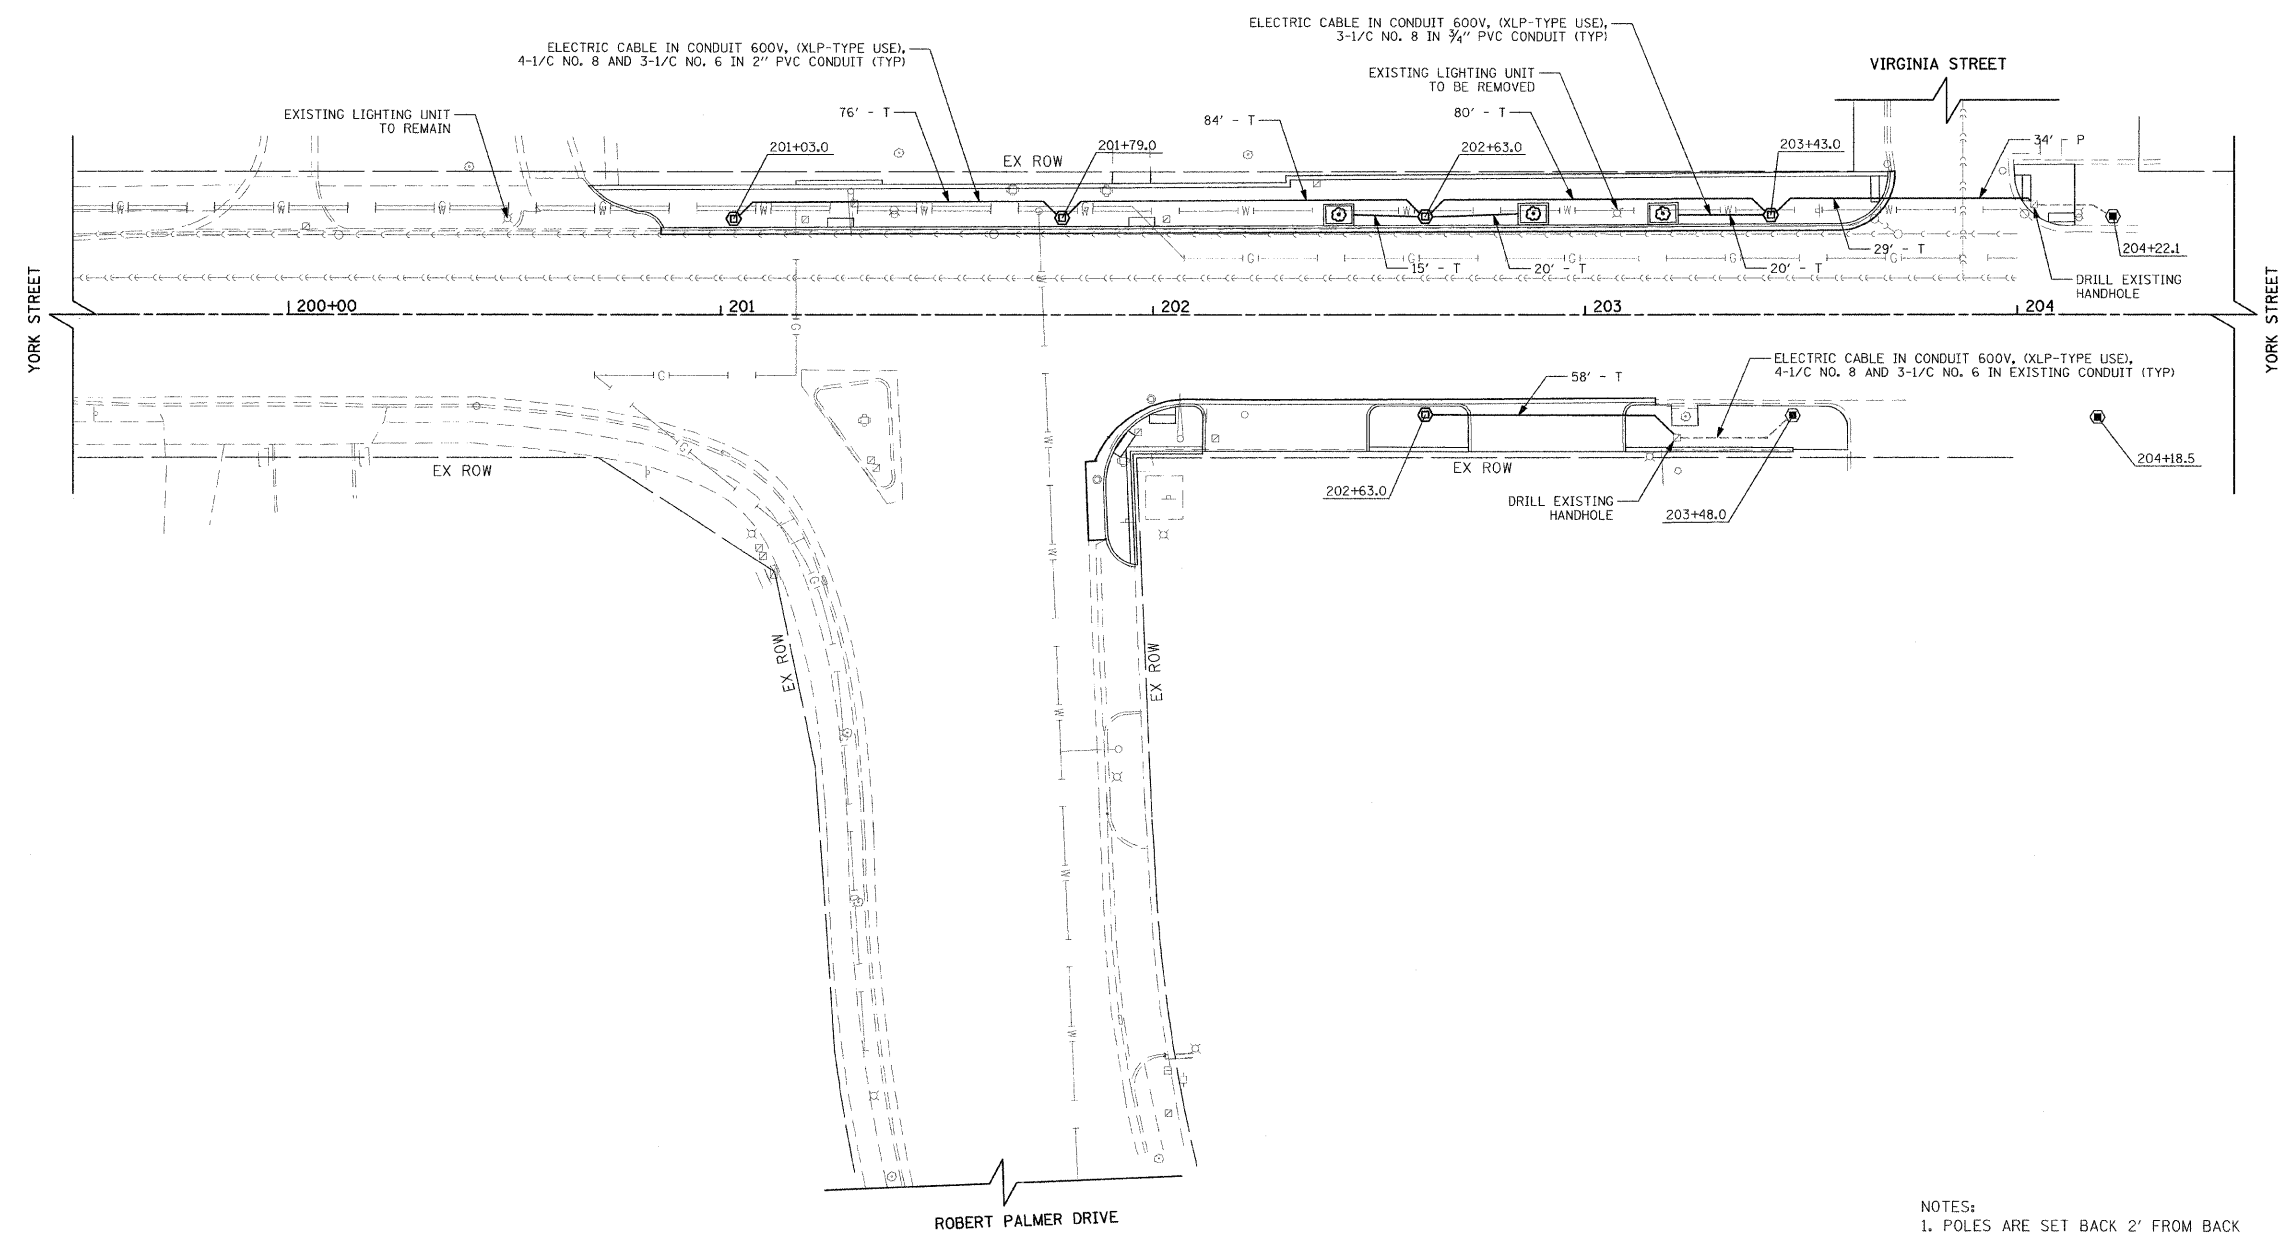 ELECTRIC CABLE IN CONDUIT 600V, (XLP-TYPE USE),
3-1/C NO. 8 IN 3/4" PVC CONDUIT (TYP)
ELECTRIC CABLE IN CONDUIT 600V, (XLP-TYPE USE),
4-1/C NO. 8 AND 3-1/C NO. 6 IN 2" PVC CONDUIT (TYP)
VIRGINIA STREET
EXISTING LIGHTING UNIT
TO BE REMOVED
EXISTING LIGHTING UNIT
TO REMAIN
76' - T
84' - T
80' - T
34' - P
201+03.0
EX ROW
201+79.0
202+63.0
203+43.0
204+22.1
29' - T
15' - T
20' - T
20' - T
DRILL EXISTING
HANDHOLE
YORK STREET
200+00
201
202
203
204
YORK STREET
ELECTRIC CABLE IN CONDUIT 600V, (XLP-TYPE USE),
4-1/C NO. 8 AND 3-1/C NO. 6 IN EXISTING CONDUIT (TYP)
58' - T
EX ROW
EX ROW
204+18.5
202+63.0
DRILL EXISTING
HANDHOLE
203+48.0
EX ROW
EX ROW
ROBERT PALMER DRIVE
NOTES:
1. POLES ARE SET BACK 2' FROM BACK